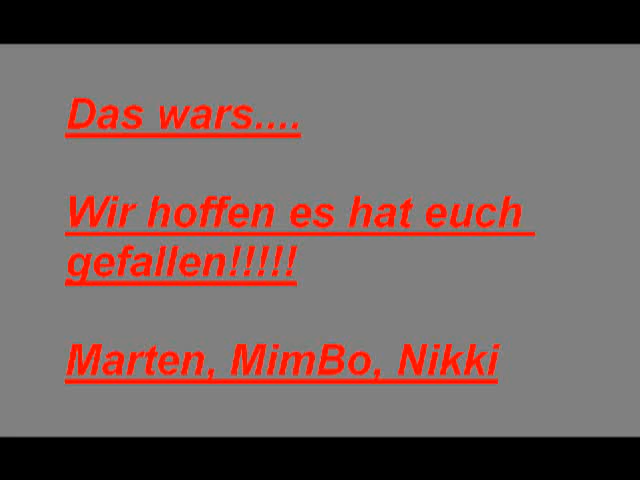 Das wars....
Wir hoffen es hat euch
gefallen!!!!!
Marten, MimBo, Nikki